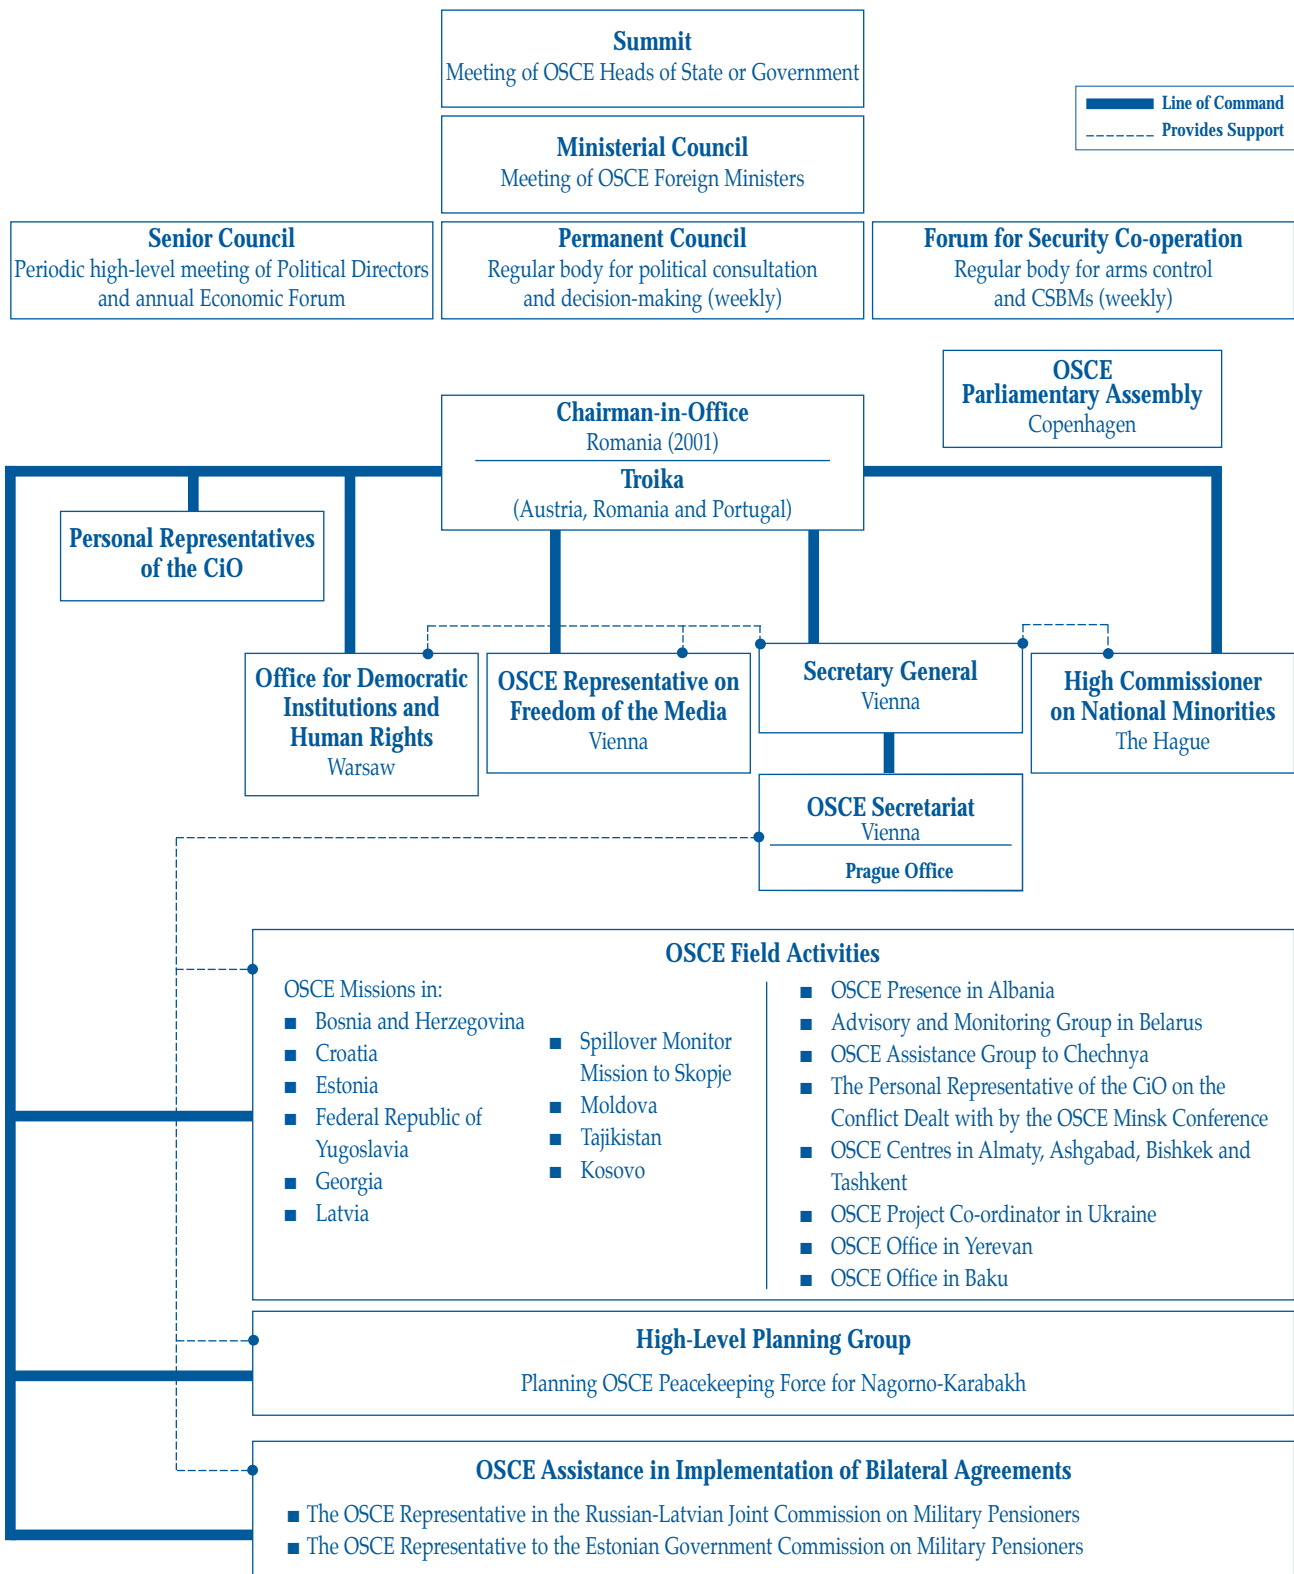 Summit
Meeting of OSCE Heads of State or Government
Line of Command
Provides Support
Ministerial Council
Meeting of OSCE Foreign Ministers
Senior Council
Periodic high-level meeting of Political Directors
and annual Economic Forum
Permanent Council
Regular body for political consultation
and decision-making (weekly)
Forum for Security Co-operation
Regular body for arms control
and CSBMs (weekly)
OSCE
Parliamentary Assembly
Copenhagen
Chairman-in-Office
Romania (2001)
Troika
(Austria, Romania and Portugal)
Personal Representatives
of the CiO
Office for Democratic
Institutions and
Human Rights
Warsaw
OSCE Representative on
Freedom of the Media
Vienna
Secretary General
Vienna
High Commissioner
on National Minorities
The Hague
OSCE Secretariat
Vienna
Prague Office
OSCE Field Activities
OSCE Missions in:
■ Bosnia and Herzegovina
■ Croatia
■ Estonia
■ Federal Republic of
Yugoslavia
■ Georgia
■ Latvia
■ Spillover Monitor
Mission to Skopje
■ Moldova
■ Tajikistan
■ Kosovo
■ OSCE Presence in Albania
■ Advisory and Monitoring Group in Belarus
■ OSCE Assistance Group to Chechnya
■ The Personal Representative of the CiO on the
Conflict Dealt with by the OSCE Minsk Conference
■ OSCE Centres in Almaty, Ashgabad, Bishkek and
Tashkent
■ OSCE Project Co-ordinator in Ukraine
■ OSCE Office in Yerevan
■ OSCE Office in Baku
High-Level Planning Group
Planning OSCE Peacekeeping Force for Nagorno-Karabakh
OSCE Assistance in Implementation of Bilateral Agreements
■ The OSCE Representative in the Russian-Latvian Joint Commission on Military Pensioners
■ The OSCE Representative to the Estonian Government Commission on Military Pensioners